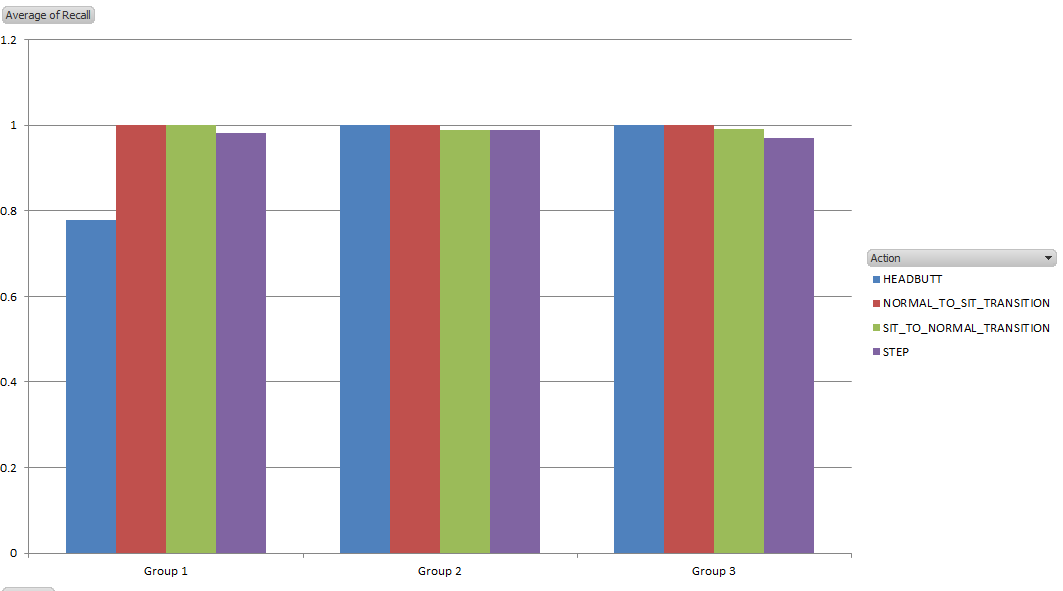 Average of Recall
1.2
1
0.8
0.6
0.4
0.2
0
Group 1
Group 2
Group 3
Action
HEADBUTT
NORMAL_TO_SIT_TRANSITION
SIT_TO_NORMAL_TRANSITION
STEP